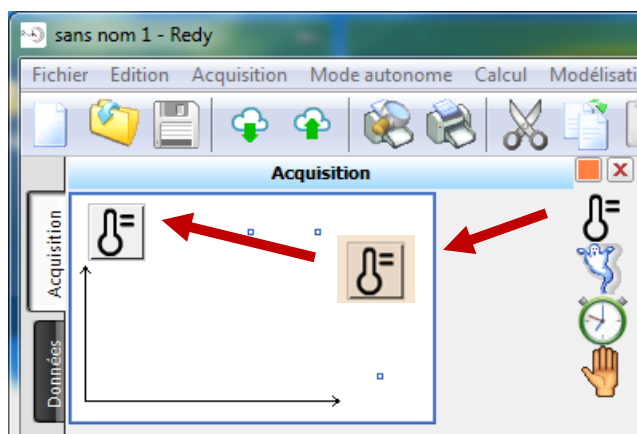 sans nom 1 - Redy
Fichier Edition Acquisition Mode autonome Calcul Modélisati
Acquisition
Acquisition
Données